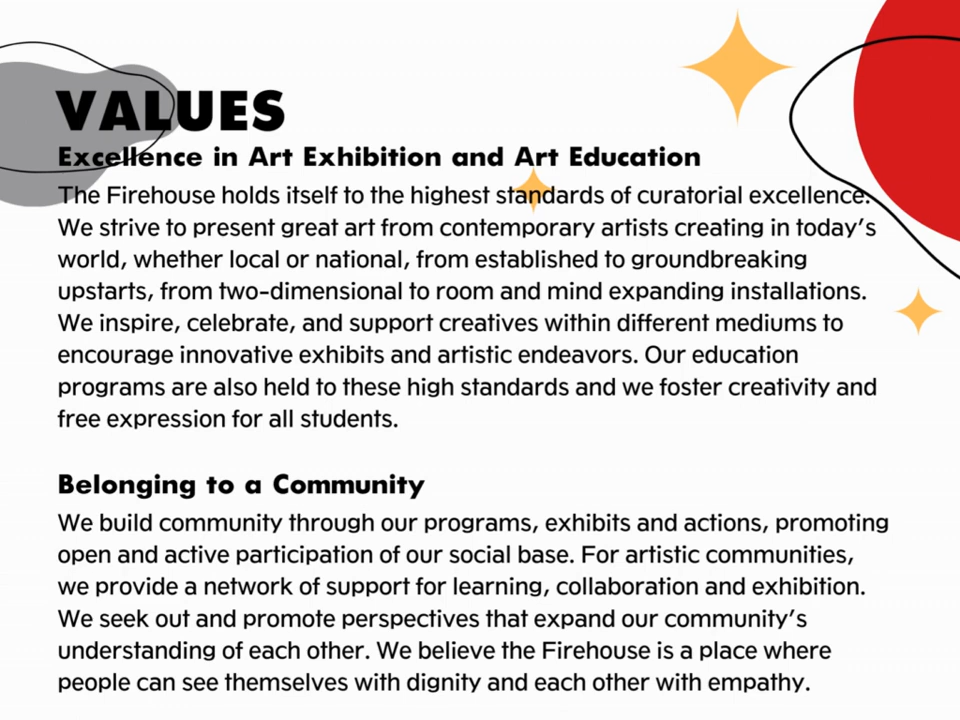 VALUES
Excellence in Art Exhibition and Art Education
The Firehouse holds itself to the highest standards of curatorial excellence.
We strive to present great art from contemporary artists creating in today's
world, whether local or national, from established to groundbreaking
upstarts, from two-dimensional to room and mind expanding installations.
We inspire, celebrate, and support creatives within different mediums to
encourage innovative exhibits and artistic endeavors. Our education
programs are also held to these high standards and we foster creativity and
free expression for all students.
Belonging to a Community
We build community through our programs, exhibits and actions, promoting
open and active participation of our social base. For artistic communities,
we provide a network of support for learning, collaboration and exhibition.
We seek out and promote perspectives that expand our community's
understanding of each other. We believe the Firehouse is a place where
people can see themselves with dignity and each other with empathy.